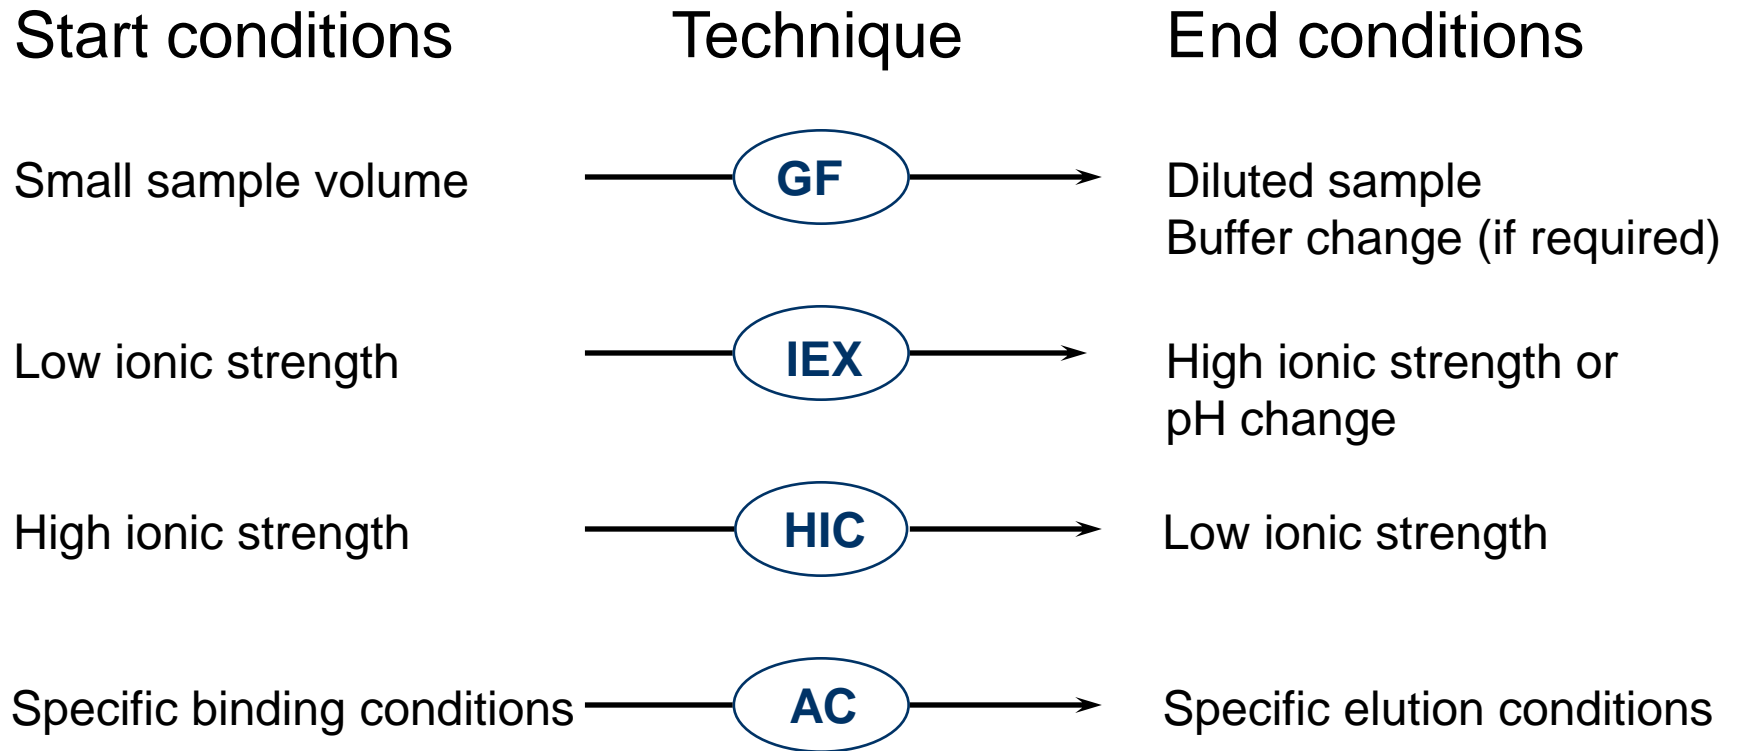 Start conditions Technique End conditions
Small sample volume GF Diluted sample
Buffer change (if required)
Low ionic strength IEX High ionic strength or
pH change
High ionic strength HIC Low ionic strength
Specific binding conditions AC Specific elution conditions